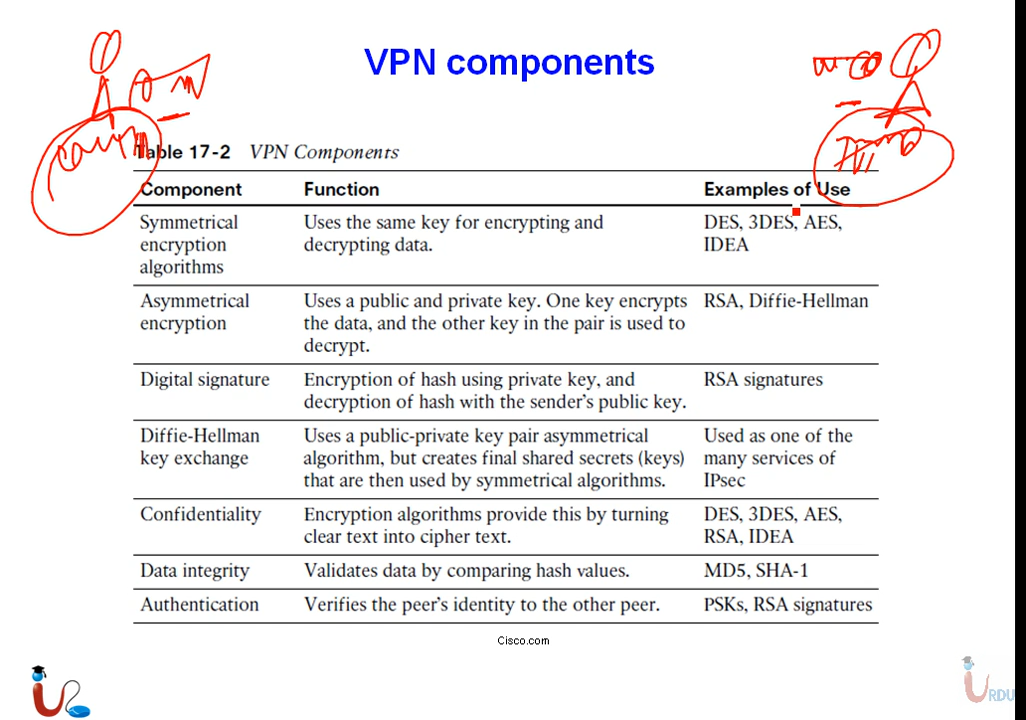 VPN components
Table 17-2 VPN Components
Component Function Examples of Use
Symmetrical encryption algorithms
Uses the same key for encrypting and
decrypting data.
DES, 3DES, AES,
IDEA
Asymmetrical
encryption
Uses a public and private key. One key encrypts
the data, and the other key in the pair is used to
decrypt.
RSA, Diffie-Hellman
Digital signature
Encryption of hash using private key, and
decryption of hash with the sender's public key.
RSA signatures
Diffie-Hellman
key exchange
Uses a public-private key pair asymmetrical
algorithm, but creates final shared secrets (keys)
that are then used by symmetrical algorithms.
Used as one of the
many services of
IPsec
Confidentiality
Encryption algorithms provide this by turning
clear text into cipher text.
DES, 3DES, AES,
RSA, IDEA
Data integrity
Validates data by comparing hash values.
MD5, SHA-1
Authentication
Verifies the peer's identity to the other peer.
PSKs, RSA signatures
Cisco.com
URDU